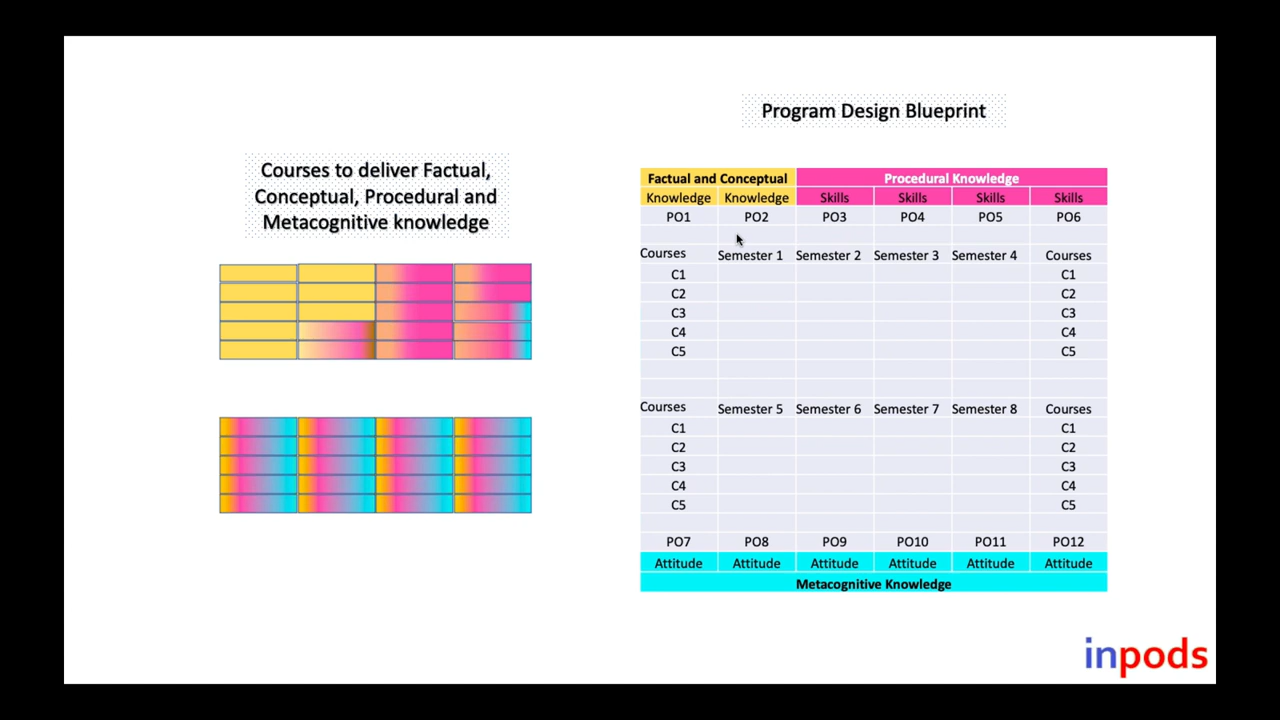 Program Design Blueprint
Courses to deliver Factual,
Conceptual, Procedural and
Metacognitive knowledge
Factual and Conceptual Procedural Knowledge
Knowledge Knowledge Skills Skills Skills Skills
PO1 PO2 PO3 PO4 PO5 PO6
Courses Semester 1 Semester 2 Semester 3 Semester 4 Courses
C1 C1
C2 C2
C3 C3
C4 C4
C5 C5
Courses Semester 5 Semester 6 Semester 7 Semester 8 Courses
C1 C1
C2 C2
C3 C3
C4 C4
C5 C5
PO7 PO8 PO9 PO10 PO11 PO12
Attitude Attitude Attitude Attitude Attitude Attitude
Metacognitive Knowledge
inpods